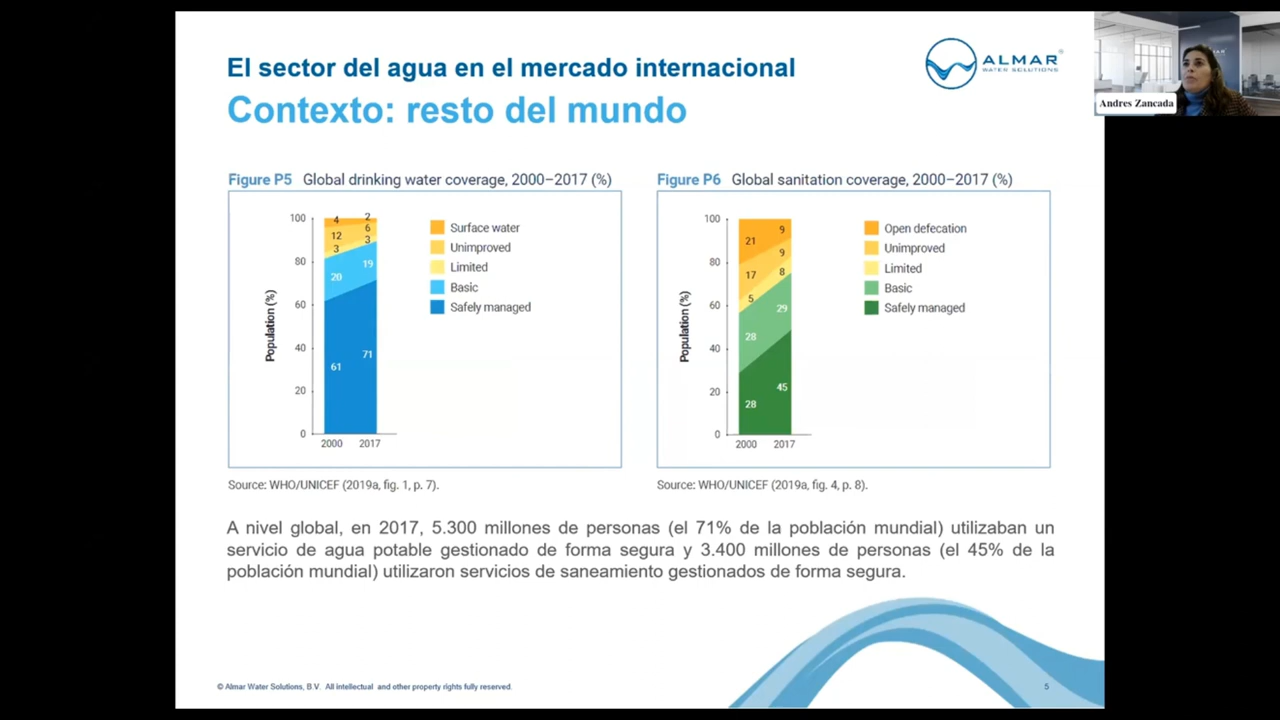 El sector del agua en el mercado internacional
Contexto: resto del mundo
ALMAR
WATER SOLUTIONS
Andres Zancada
Figure P5 Global drinking water coverage, 2000–2017 (%)
Population (%)
100
80
60
40
20
0
4
12
3
20
61
2
6
3
19
71
2000
2017
Surface water
Unimproved
Limited
Basic
Safely managed
Source: WHO/UNICEF (2019a, fig. 1, p. 7).
Figure P6 Global sanitation coverage, 2000–2017 (%)
Population (%)
100
80
60
40
20
0
21
17
5
28
28
9
9
8
29
45
2000
2017
Open defecation
Unimproved
Limited
Basic
Safely managed
Source: WHO/UNICEF (2019a, fig. 4, p. 8).
A nivel global, en 2017, 5.300 millones de personas (el 71% de la población mundial) utilizaban un
servicio de agua potable gestionado de forma segura y 3.400 millones de personas (el 45% de la
población mundial) utilizaron servicios de saneamiento gestionados de forma segura.
© Almar Water Solutions, B.V. All intellectual and other property rights fully reserved.
5